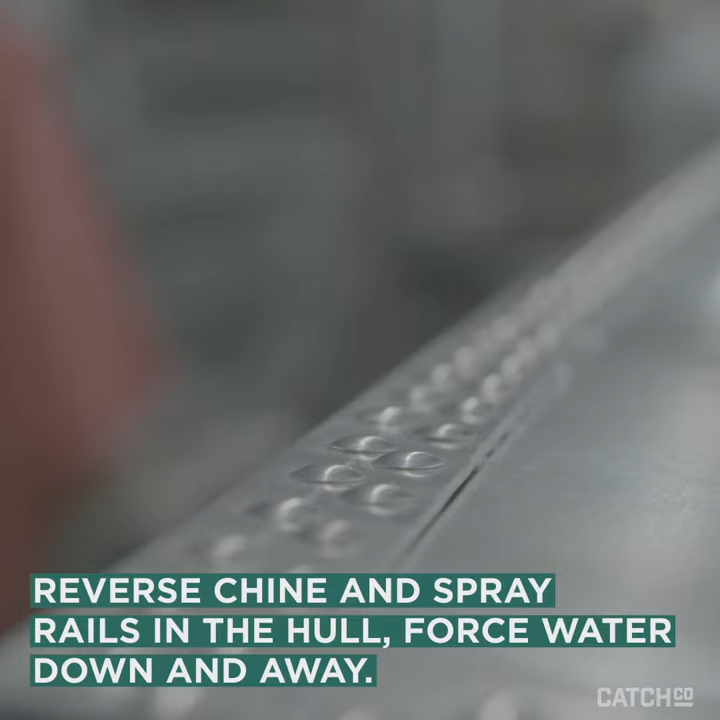 REVERSE CHINE AND SPRAY
RAILS IN THE HULL, FORCE WATER
DOWN AND AWAY.
CATCHCO